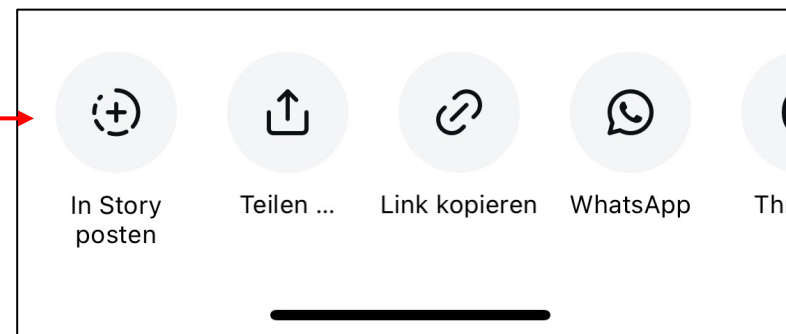 In Story
posten
Teilen ...
Link kopieren
WhatsApp